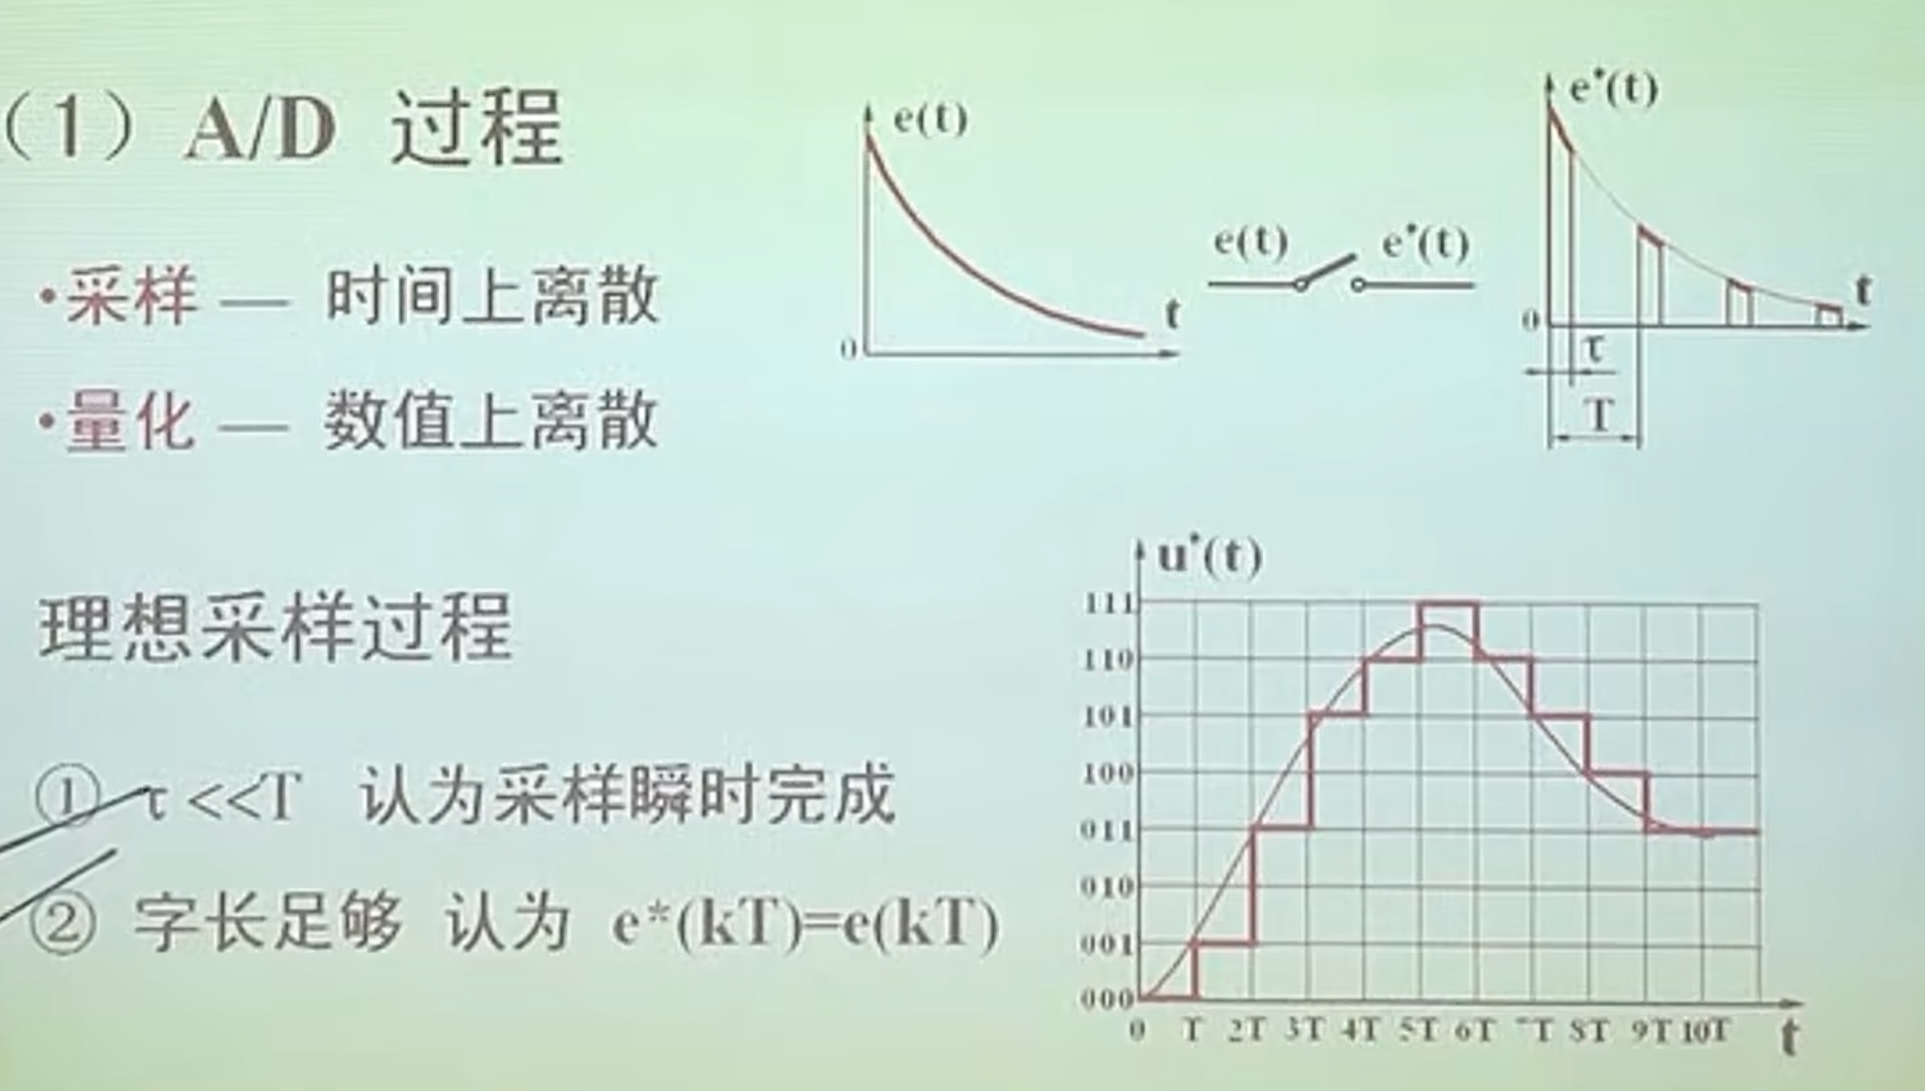 （1）A/D 过程
•采样 — 时间上离散
•量化 — 数值上离散
e(t)
t
0
e(t)
e*(t)
e*(t)
t
0
τ
T
理想采样过程
① τ <<T 认为采样瞬时完成
② 字长足够 认为 e*(kT)=e(kT)
u*(t)
111
110
101
100
011
010
001
000
0 T 2T 3T 4T 5T 6T 7T 8T 9T 10T t